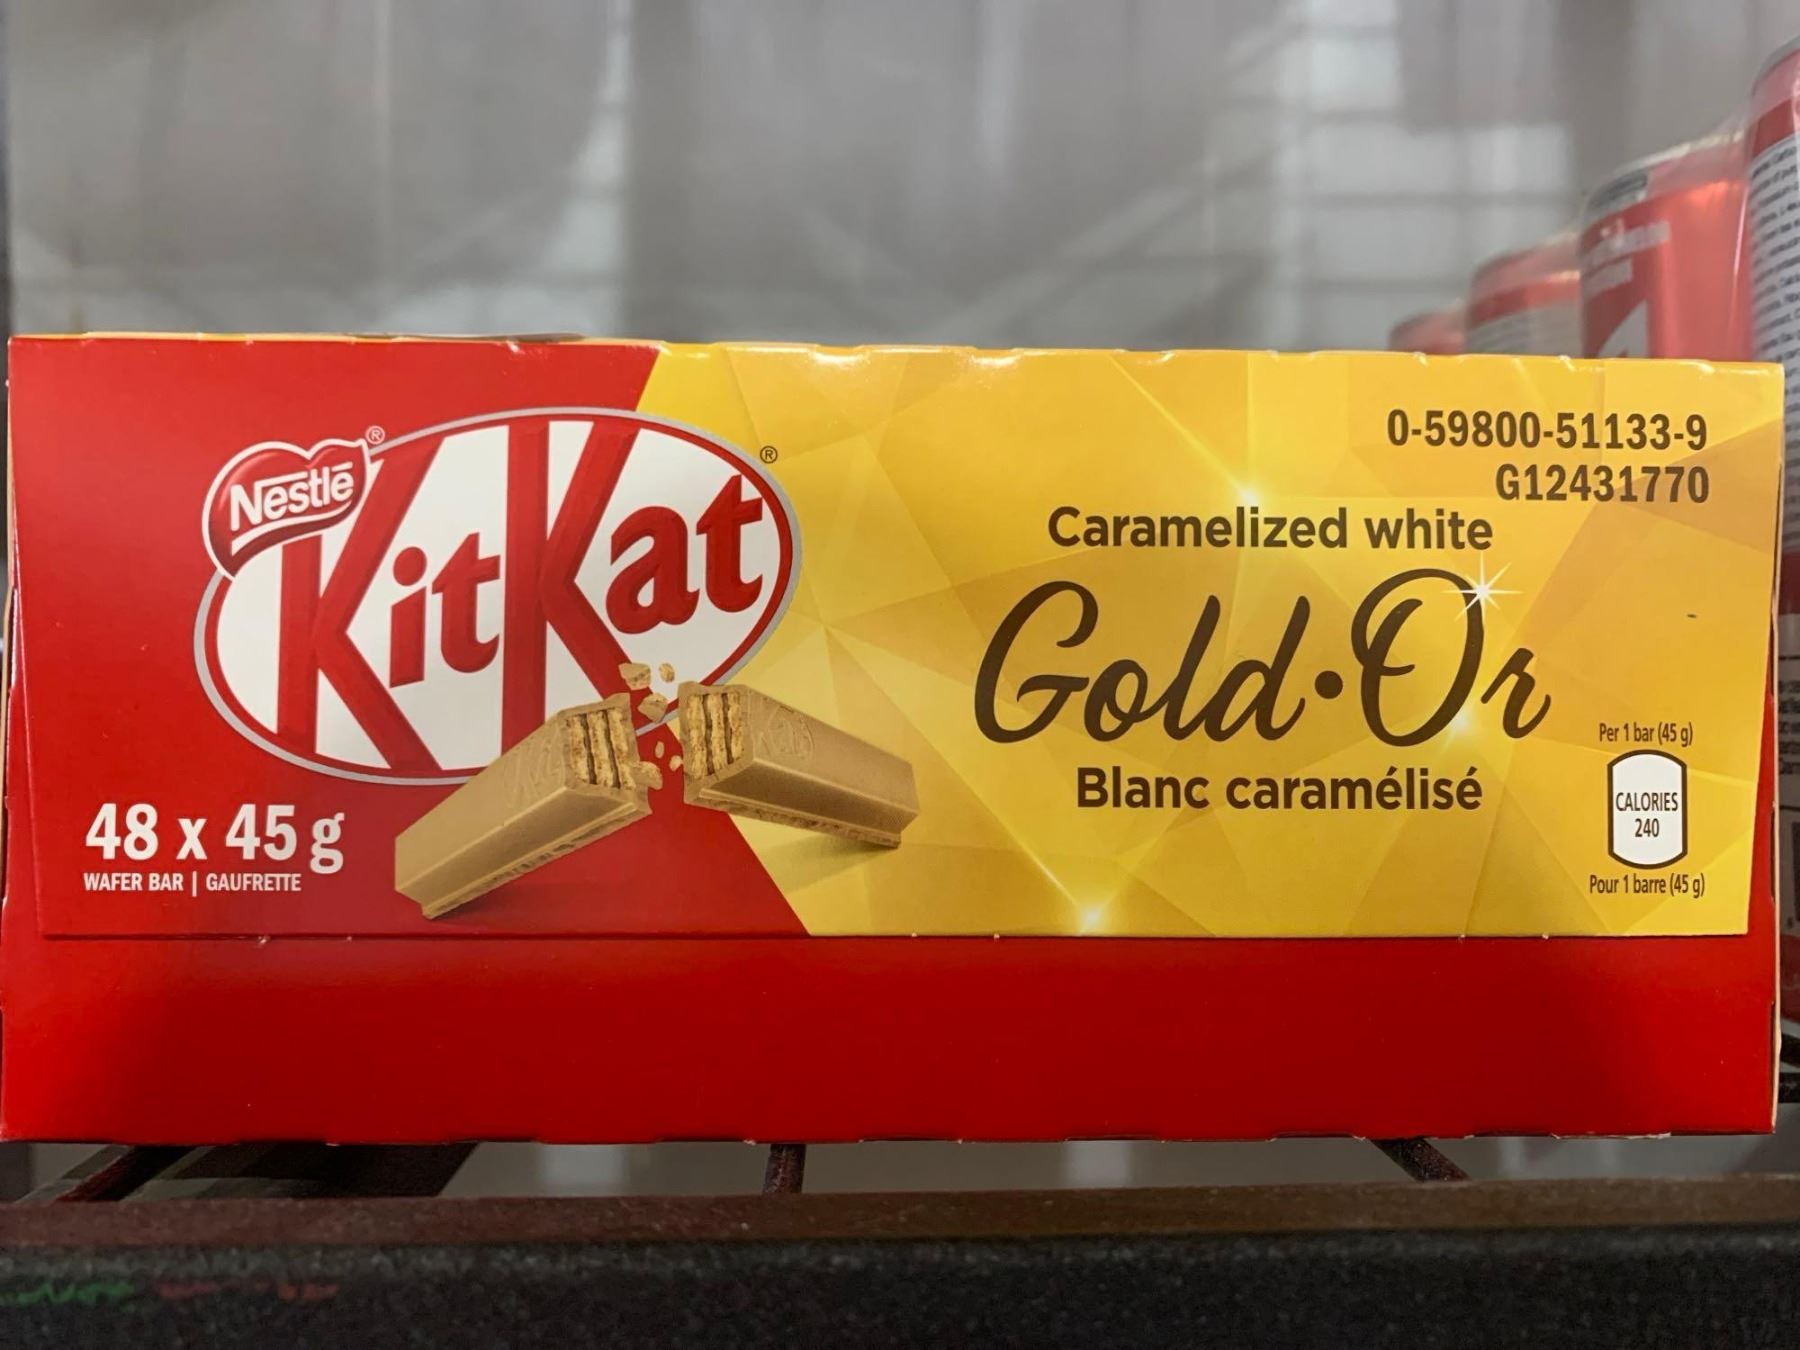 Nestlé®
KitKat®
48 x 45 g
WAFER BAR | GAUFRETTE
0-59800-51133-9
G12431770
Caramelized white
Gold·Or
Blanc caramélisé
Per 1 bar (45 g)
CALORIES
240
Pour 1 barre (45 g)